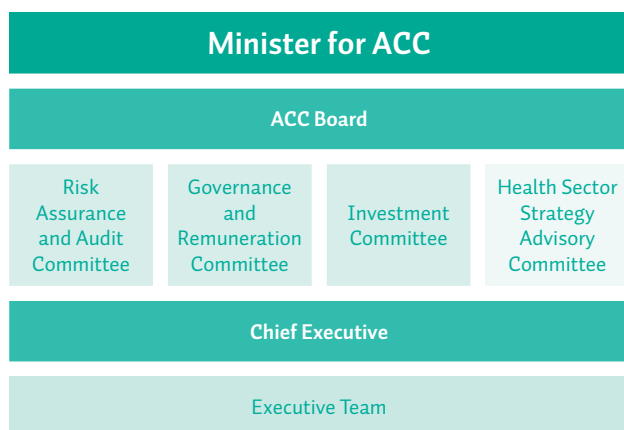 Minister for ACC
ACC Board
Risk
Assurance
and Audit
Committee
Governance
and
Remuneration
Committee
Investment
Committee
Health Sector
Strategy
Advisory
Committee
Chief Executive
Executive Team